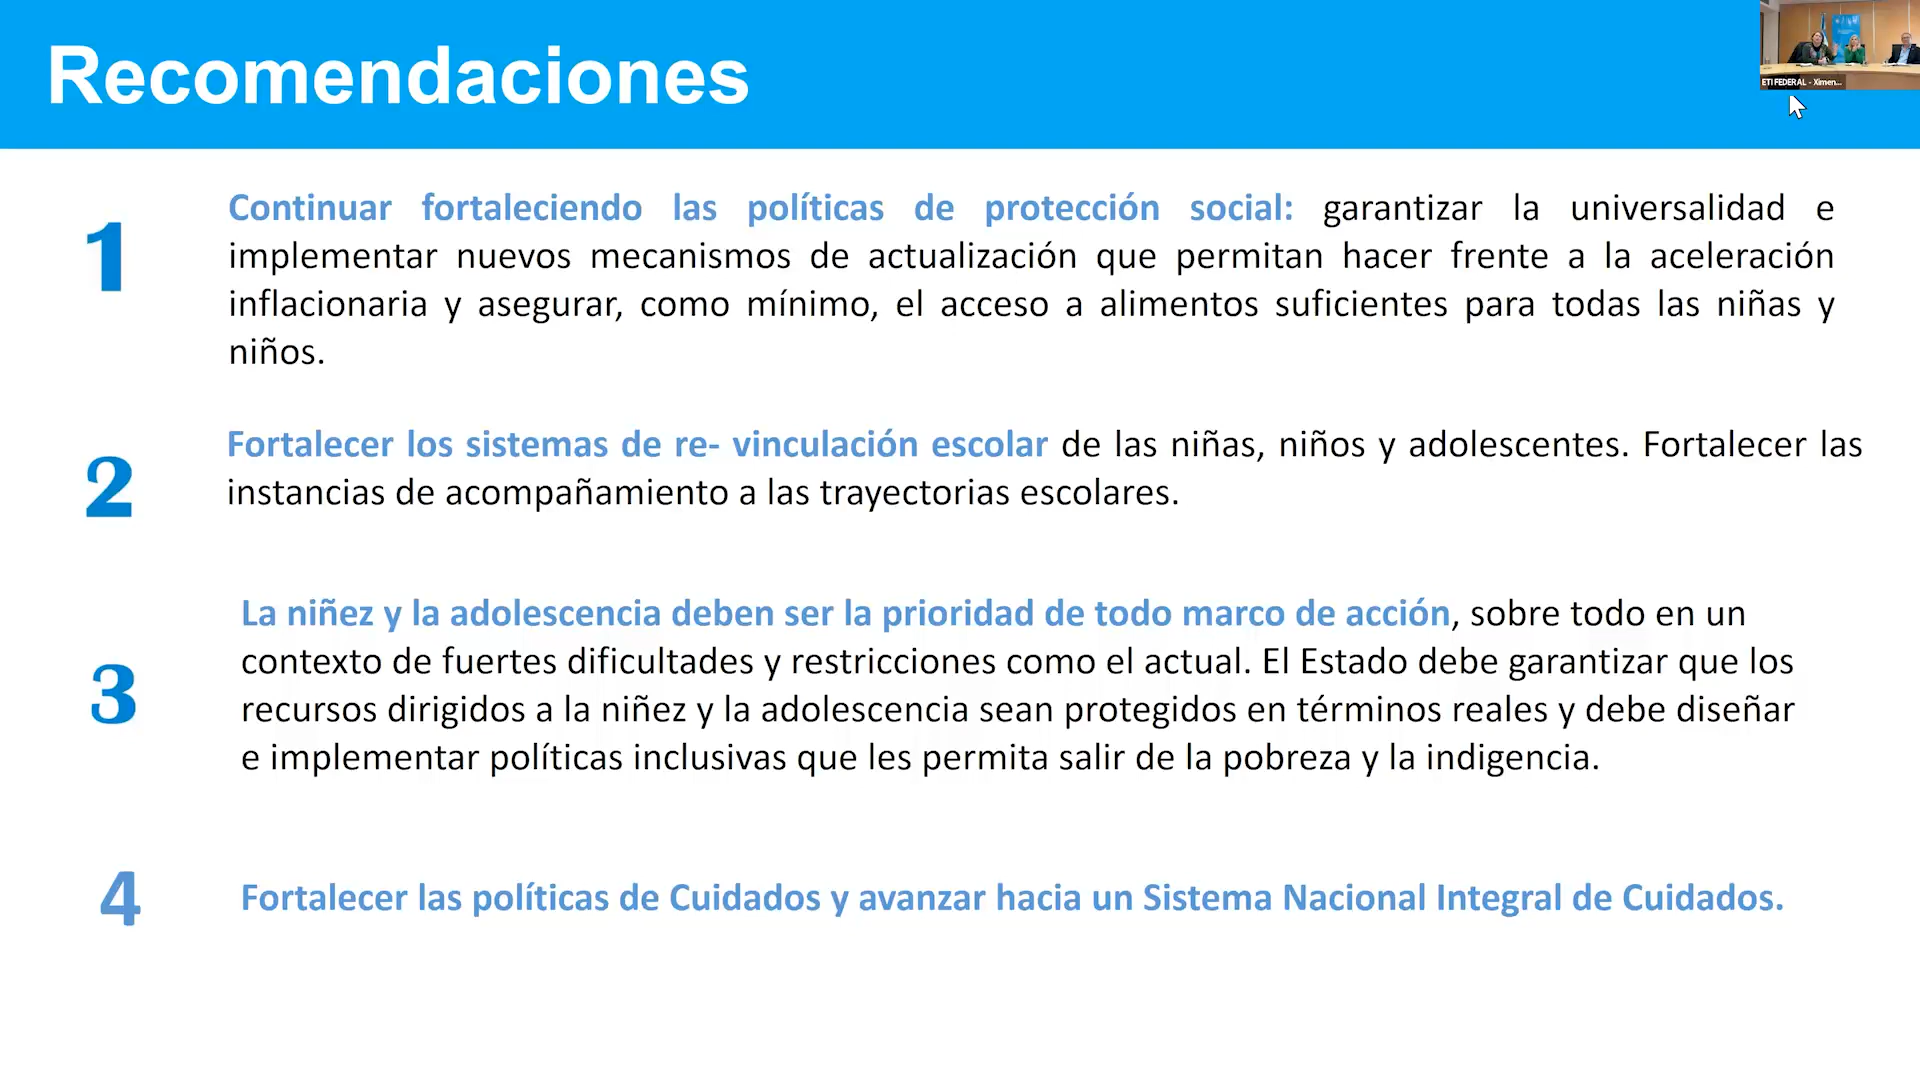 Recomendaciones
ETI FEDERAL - Ximen...
1
Continuar fortaleciendo las políticas de protección social: garantizar la universalidad e
implementar nuevos mecanismos de actualización que permitan hacer frente a la aceleración
inflacionaria y asegurar, como mínimo, el acceso a alimentos suficientes para todas las niñas y
niños.
2
Fortalecer los sistemas de re- vinculación escolar de las niñas, niños y adolescentes. Fortalecer las
instancias de acompañamiento a las trayectorias escolares.
3
La niñez y la adolescencia deben ser la prioridad de todo marco de acción, sobre todo en un
contexto de fuertes dificultades y restricciones como el actual. El Estado debe garantizar que los
recursos dirigidos a la niñez y la adolescencia sean protegidos en términos reales y debe diseñar
e implementar políticas inclusivas que les permita salir de la pobreza y la indigencia.
4
Fortalecer las políticas de Cuidados y avanzar hacia un Sistema Nacional Integral de Cuidados.